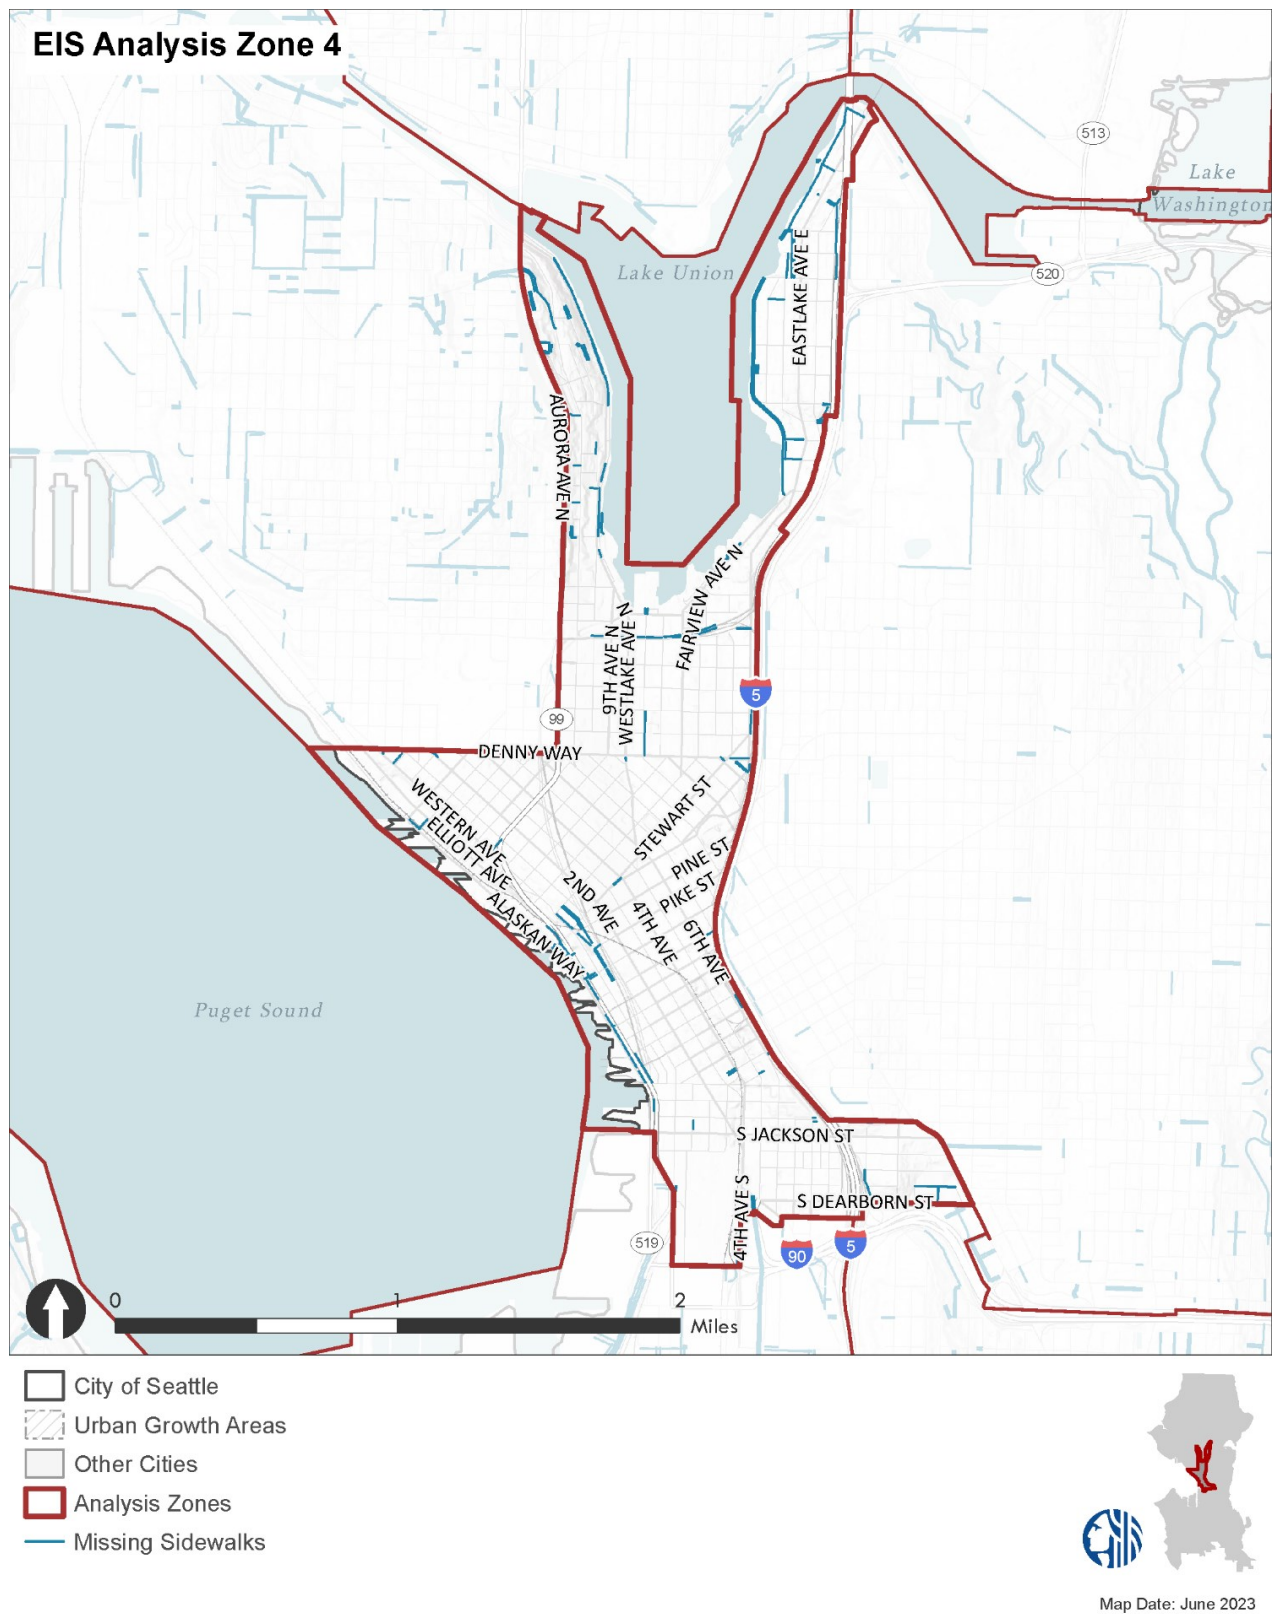 EIS Analysis Zone 4
513
Lake
Washington
Lake Union
520
EASTLAKE AVE E
AURORA AVE N
FAIRVIEW AVE N
9TH AVE N
WESTLAKE AVE N
5
99
DENNY WAY
WESTERN AVE
ELLIOTT AVE
STEWART ST
PINE ST
PIKE ST
2ND AVE
4TH AVE
6TH AVE
ALASKAN WAY
Puget Sound
S JACKSON ST
S DEARBORN ST
4TH AVE S
519
90
5
0
1
2
Miles
City of Seattle
Urban Growth Areas
Other Cities
Analysis Zones
Missing Sidewalks
Map Date: June 2023